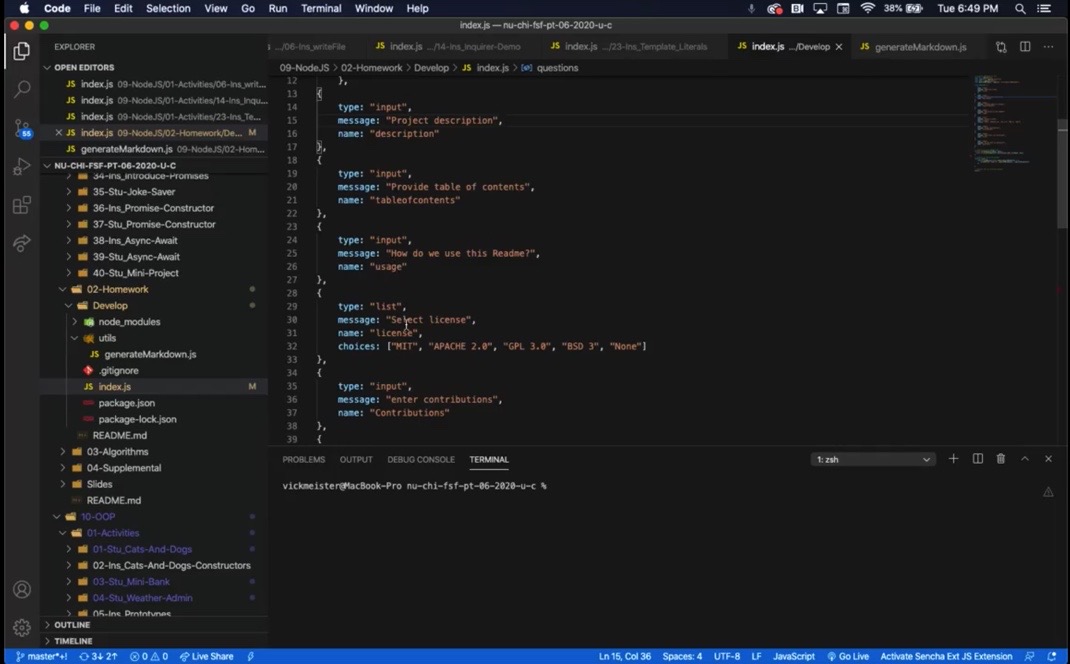 Code File Edit Selection View Go Run Terminal Window Help 38% Tue 6:49 PM
index.js — nu-chi-fsf-pt-06-2020-u-c
EXPLORER
.../06-Ins_writeFile JS index.js .../14-Ins_Inquirer-Demo JS index.js .../23-Ins_Template_Literals JS index.js .../Develop × JS generateMarkdown.js
OPEN EDITORS
09-NodeJS > 02-Homework > Develop > JS index.js > questions
JS index.js 09-NodeJS/01-Activities/06-Ins_writ...
JS index.js 09-NodeJS/01-Activities/14-Ins_Inqu...
JS index.js 09-NodeJS/01-Activities/23-Ins_Te...
× JS index.js 09-NodeJS/02-Homework/De... M
JS generateMarkdown.js 09-NodeJS/02-Hom...
NU-CHI-FSF-PT-06-2020-U-C
34-Ins_Introduce-Promises
35-Stu-Joke-Saver
36-Ins_Promise-Constructor
37-Stu_Promise-Constructor
38-Ins_Async-Await
39-Stu_Async-Await
40-Stu_Mini-Project
02-Homework
Develop
node_modules
utils
JS generateMarkdown.js
.gitignore
JS index.js M
package.json
package-lock.json
README.md
03-Algorithms
04-Supplemental
Slides
README.md
10-OOP
01-Activities
01-Stu_Cats-And-Dogs
02-Ins_Cats-And-Dogs-Constructors
03-Stu_Mini-Bank
04-Stu_Weather-Admin
05-Ins_Prototypes
OUTLINE
TIMELINE
55
12 },
13 {
14 type: "input",
15 message: "Project description",
16 name: "description"
17 },
18 {
19 type: "input",
20 message: "Provide table of contents",
21 name: "tableofcontents"
22 },
23 {
24 type: "input",
25 message: "How do we use this Readme?",
26 name: "usage"
27 },
28 {
29 type: "list",
30 message: "Select license",
31 name: "license",
32 choices: ["MIT", "APACHE 2.0", "GPL 3.0", "BSD 3", "None"]
33 },
34 {
35 type: "input",
36 message: "enter contributions",
37 name: "Contributions"
38 },
39 {
PROBLEMS OUTPUT DEBUG CONSOLE TERMINAL 1: zsh
vickmeister@MacBook-Pro nu-chi-fsf-pt-06-2020-u-c %
master*+! 3↓ 2↑ 0 0 Live Share Ln 15, Col 36 Spaces: 4 UTF-8 LF JavaScript Go Live Activate Sencha Ext JS Extension